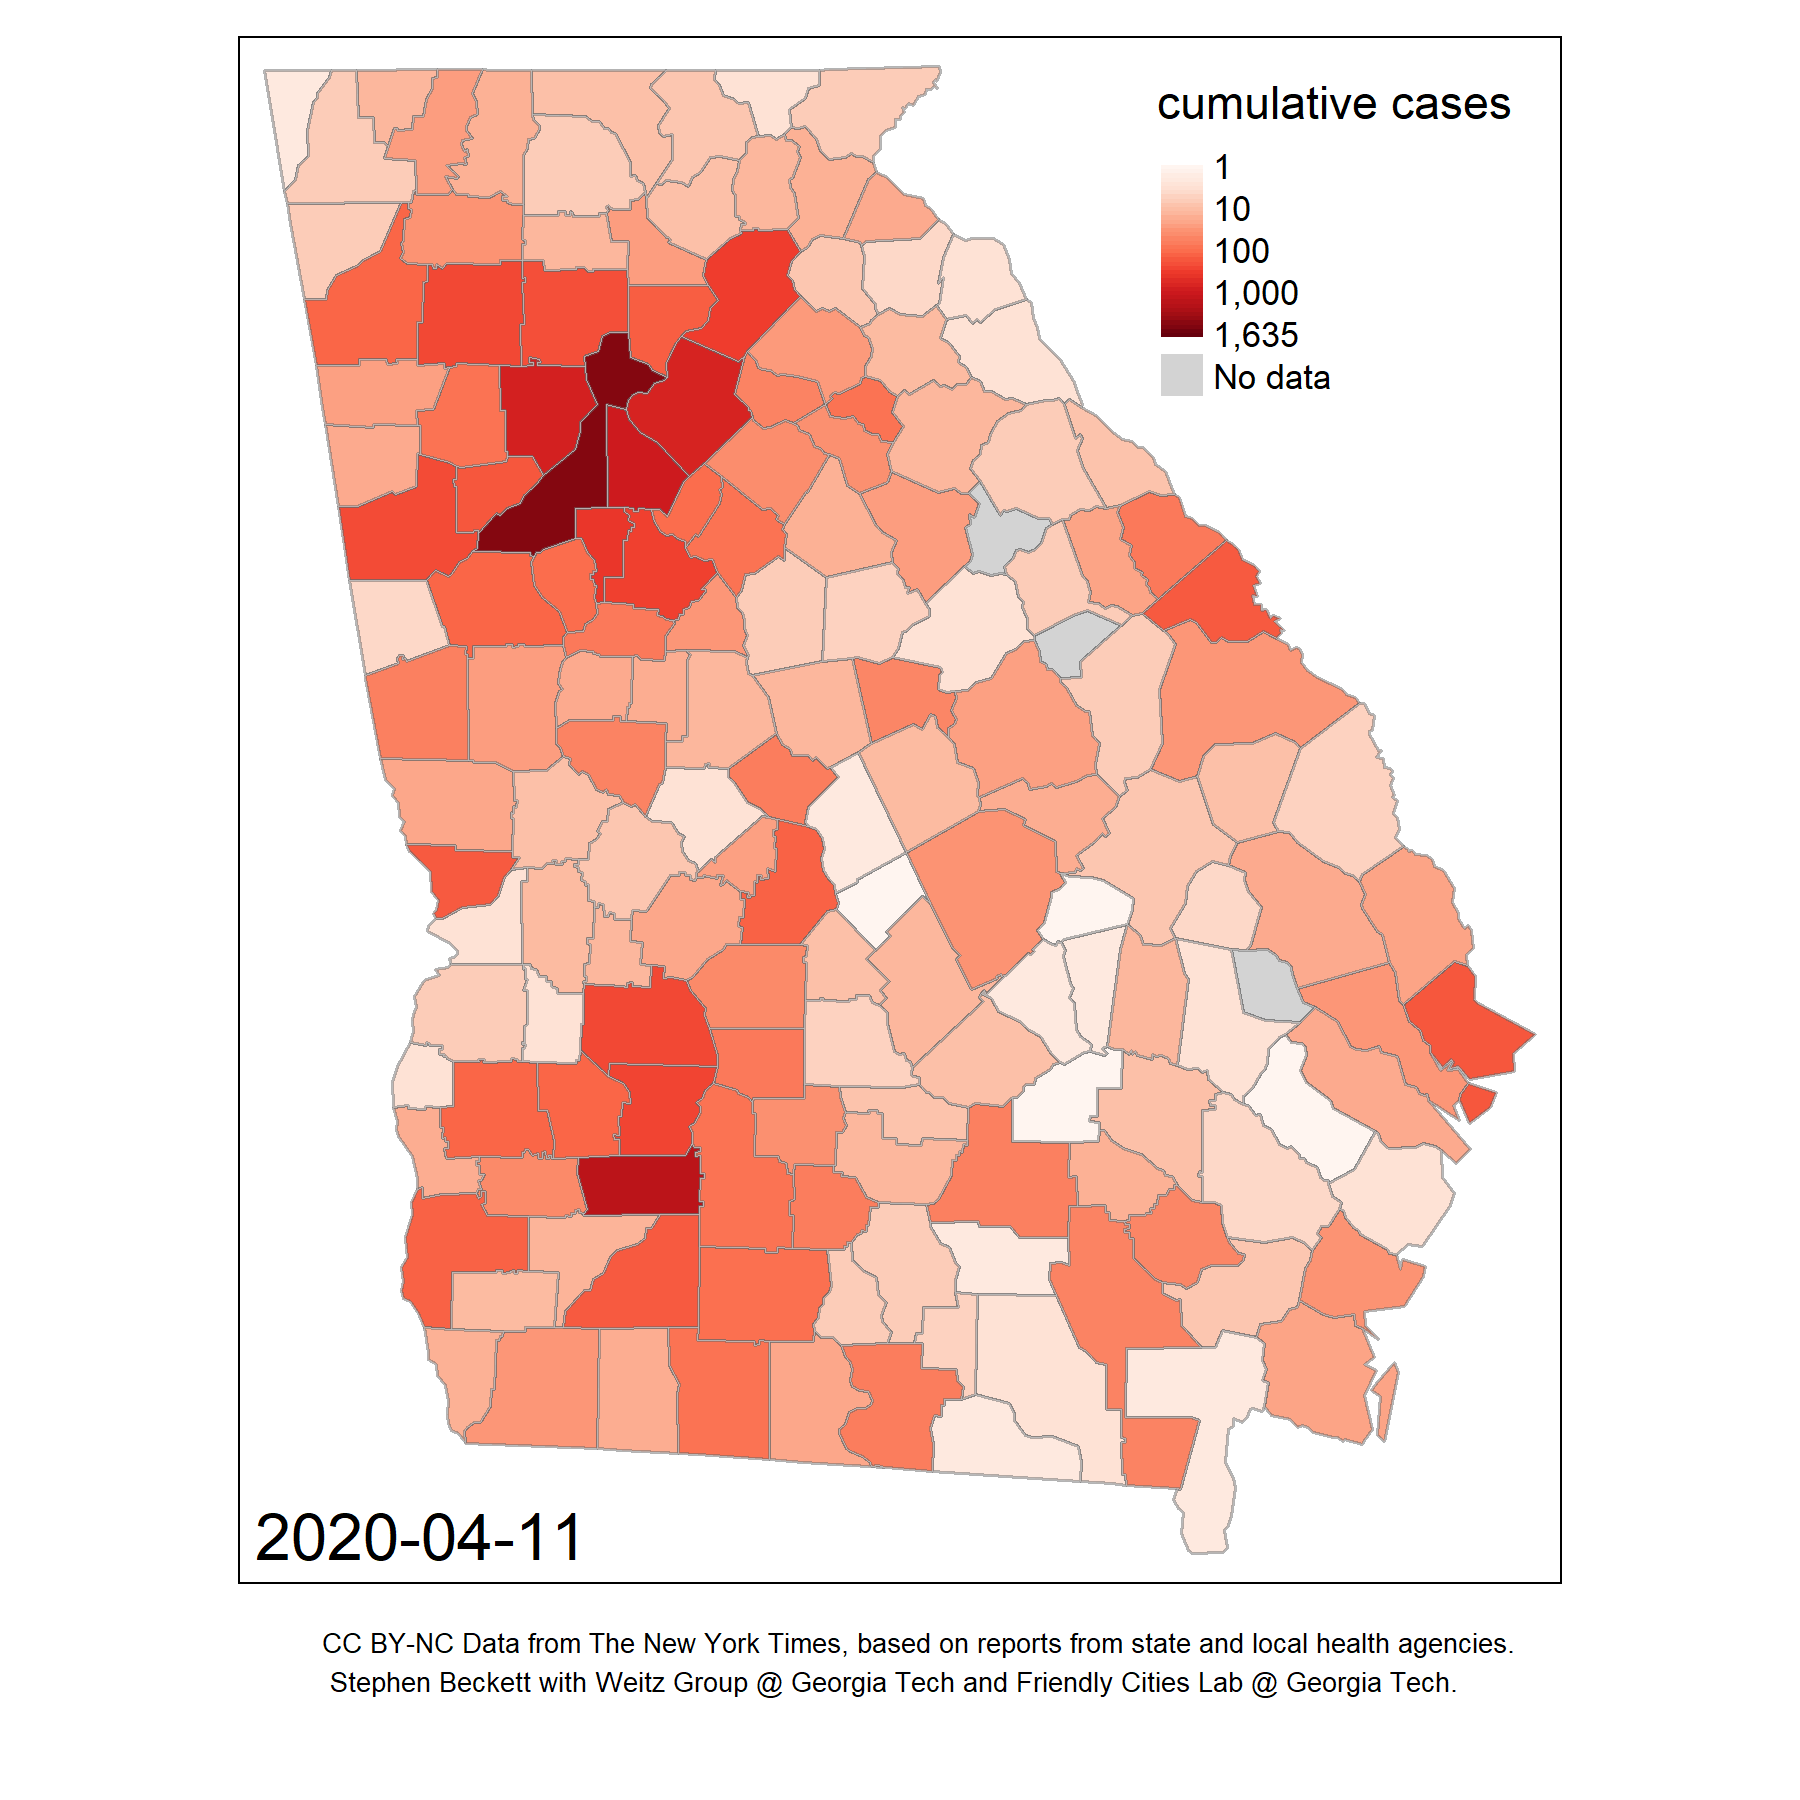 cumulative cases
1
10
100
1,000
1,635
No data
2020-04-11
CC BY-NC Data from The New York Times, based on reports from state and local health agencies.
Stephen Beckett with Weitz Group @ Georgia Tech and Friendly Cities Lab @ Georgia Tech.